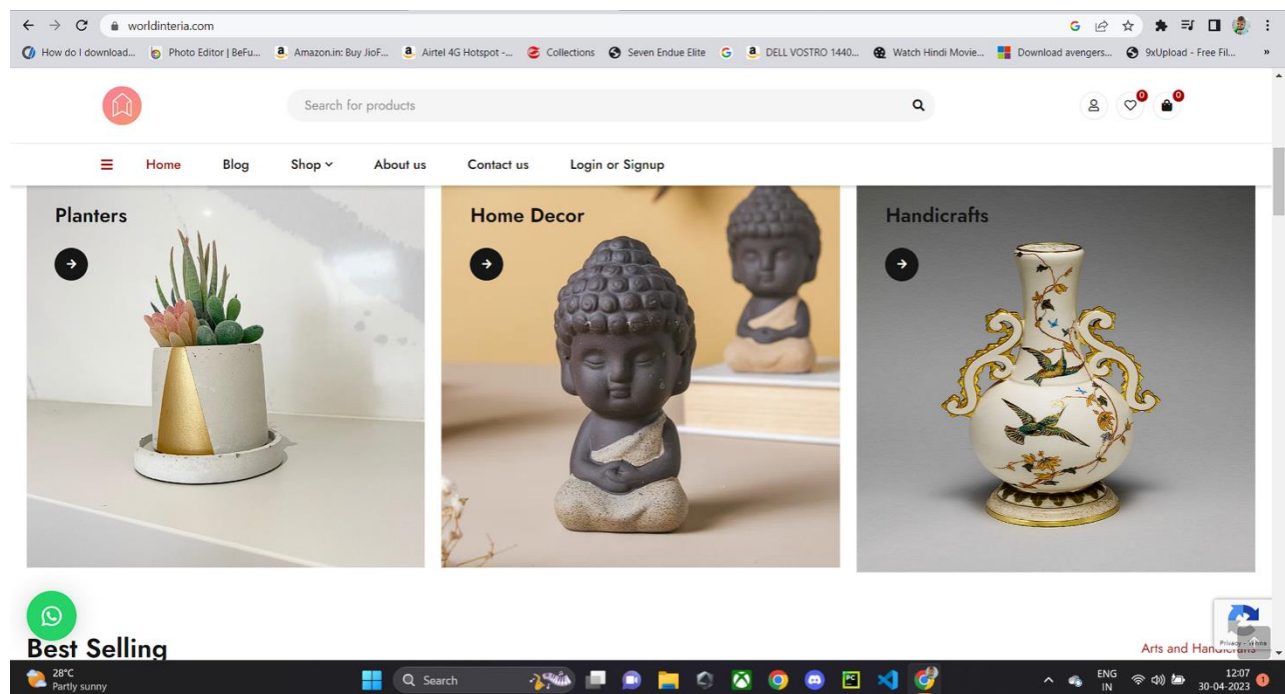 worldinteria.com
How do I download... Photo Editor | BeFu... Amazon.in: Buy JioF... Airtel 4G Hotspot -... Collections Seven Endue Elite DELL VOSTRO 1440... Watch Hindi Movie... Download avengers... 9xUpload - Free Fil... »
Search for products
0 0
Home Blog Shop About us Contact us Login or Signup
Planters Home Decor Handicrafts
Best Selling
Arts and Handicrafts
Privacy -
28°C
Partly sunny
Search
PC
ENG
IN
12:07
30-04-2023
1